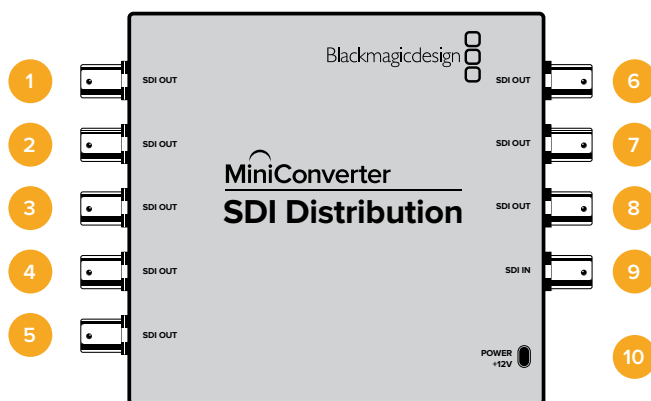 Blackmagicdesign
1 SDI OUT SDI OUT 6
2 SDI OUT SDI OUT 7
MiniConverter
3 SDI OUT SDI Distribution SDI OUT 8
4 SDI OUT SDI IN 9
5 SDI OUT
POWER
+12V
10